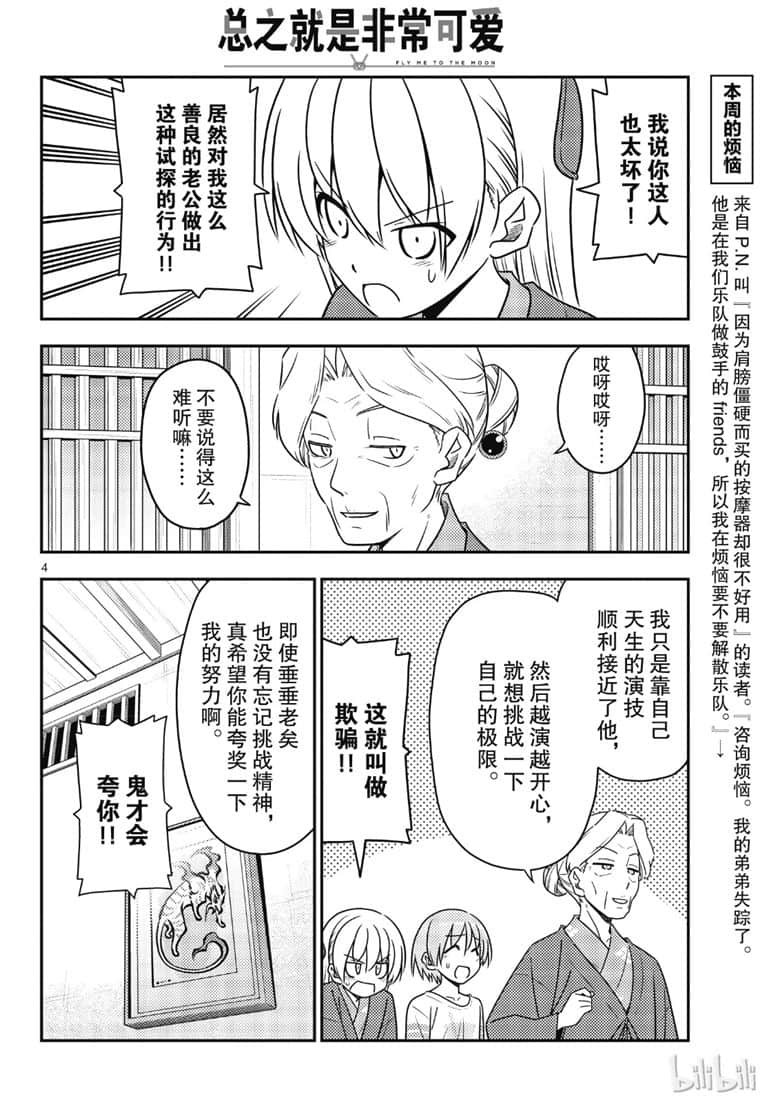 总之就是非常可爱
FLY ME TO THE MOON
本周的烦恼
来自 P.N. 叫『因为肩膀僵硬而买的按摩器却很不好用』的读者。『咨询烦恼。我的弟弟失踪了。
他是在我们乐队做鼓手的 friends，所以我在烦恼要不要解散乐队。』→
我说你这人
也太坏了！
居然对我这么
善良的老公做出
这种试探的行为!!
哎呀哎呀……
不要说得这么
难听嘛……
4
我只是靠自己
天生的演技
顺利接近了他，
然后越演越开心，
就想挑战一下
自己的极限。
这就叫做
欺骗!!
即使垂垂老矣
也没有忘记挑战精神，
真希望你能夸奖一下
我的努力啊。
鬼才会
夸你!!
bilibili